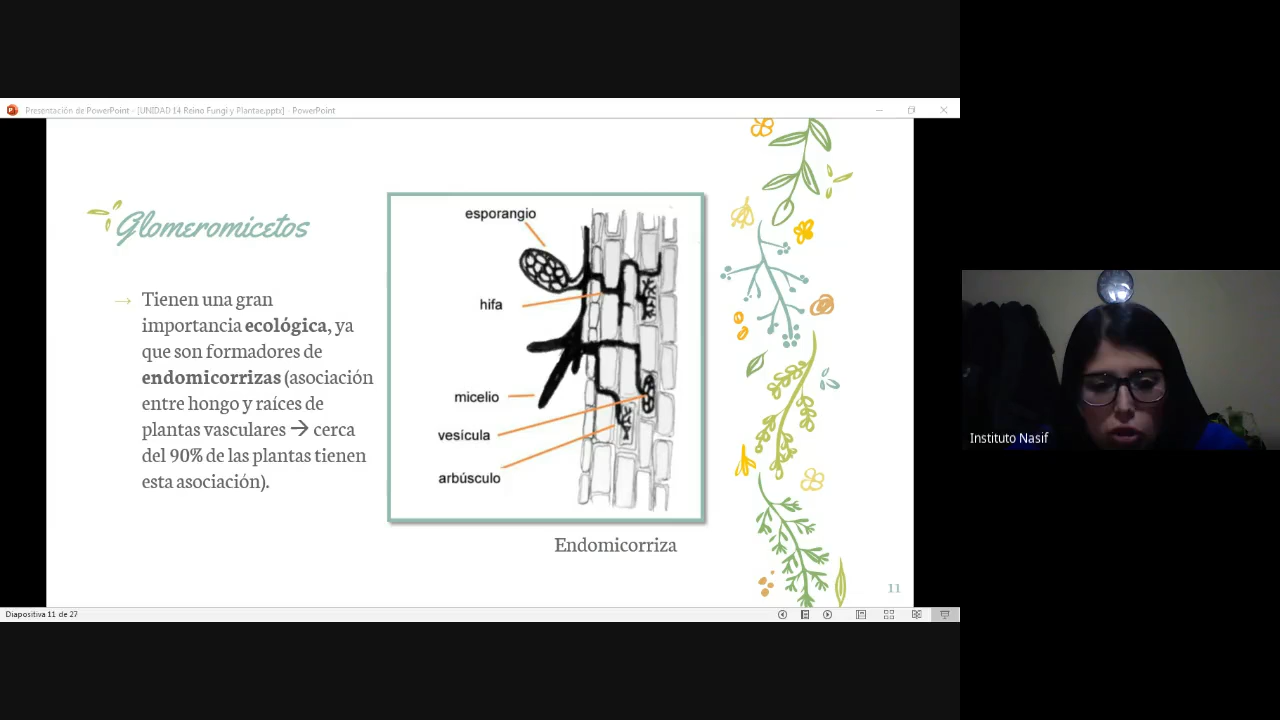 Presentación de PowerPoint - [UNIDAD 14 Reino Fungi y Plantae.pptx] - PowerPoint
Glomeromicetos
→ Tienen una gran
importancia ecológica, ya
que son formadores de
endomicorrizas (asociación
entre hongo y raíces de
plantas vasculares → cerca
del 90% de las plantas tienen
esta asociación).
esporangio
hifa
micelio
vesícula
arbúsculo
Endomicorriza
11
Diapositiva 11 de 27
Instituto Nasif